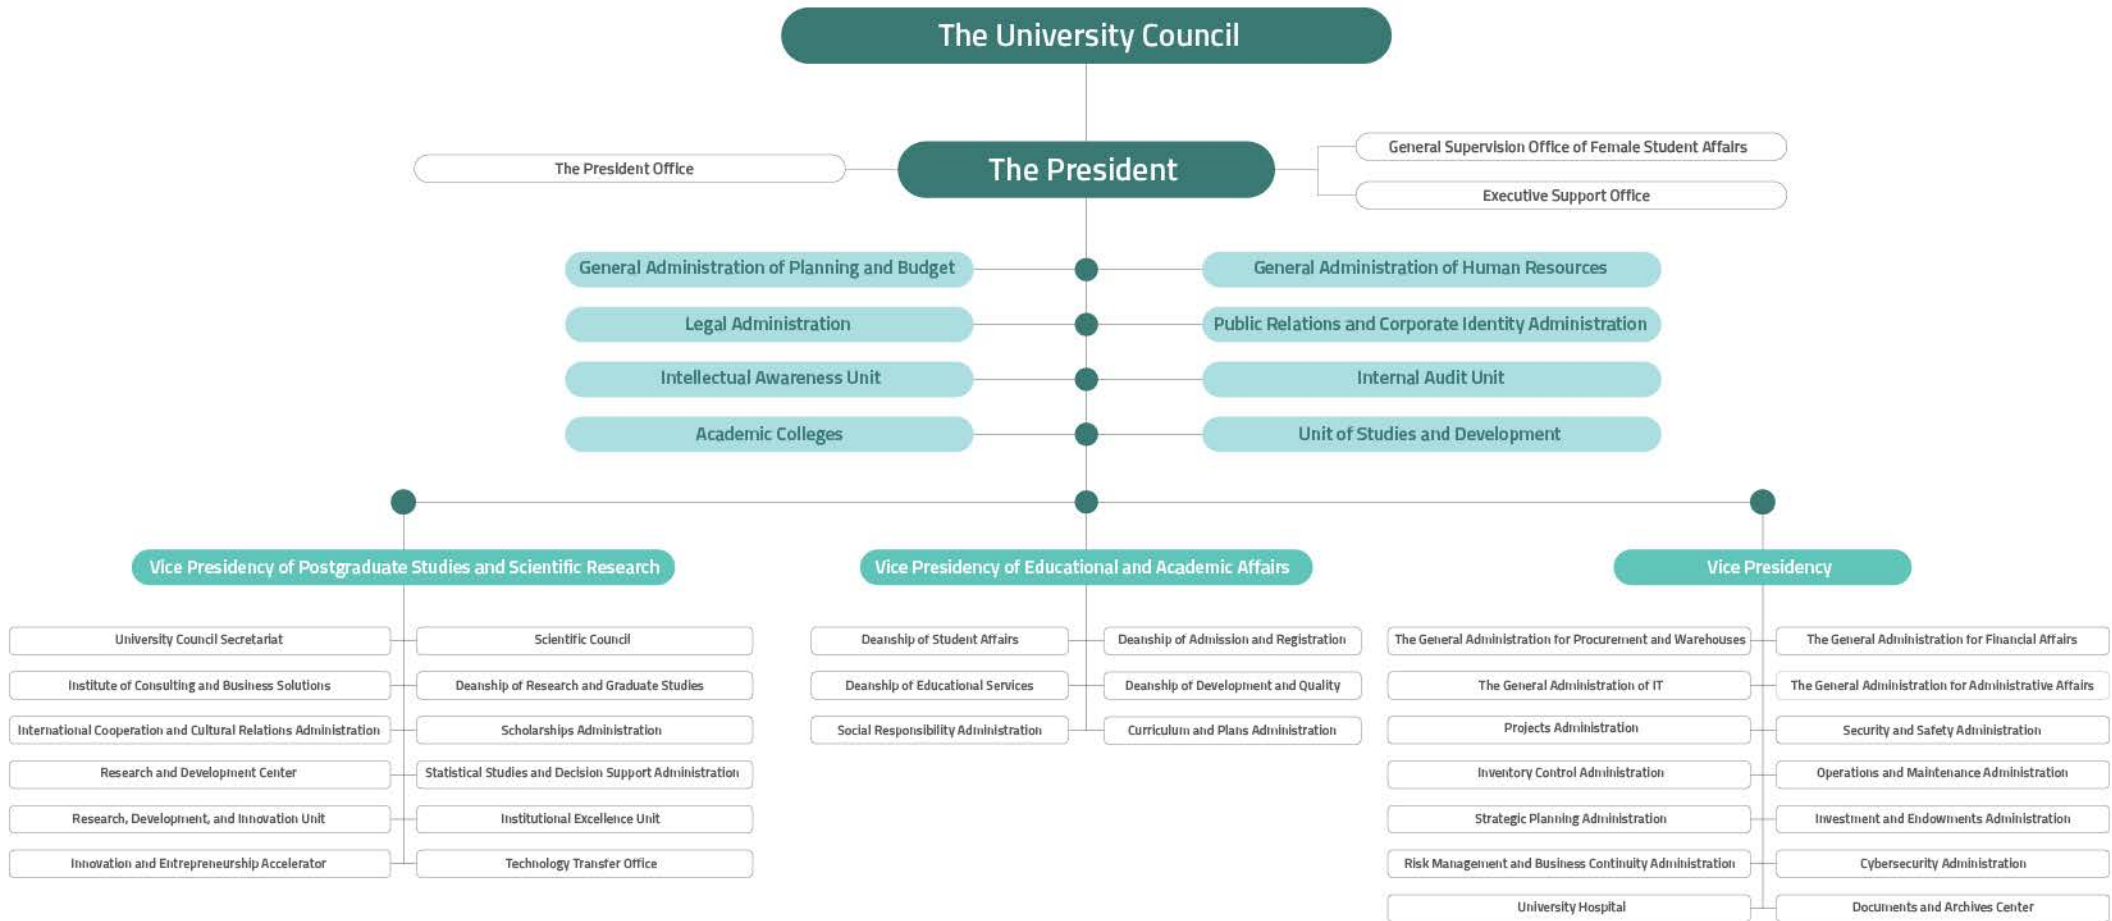 The University Council
The President Office
The President
General Supervision Office of Female Student Affairs
Executive Support Office
General Administration of Planning and Budget
General Administration of Human Resources
Legal Administration
Public Relations and Corporate Identity Administration
Intellectual Awareness Unit
Internal Audit Unit
Academic Colleges
Unit of Studies and Development
Vice Presidency of Postgraduate Studies and Scientific Research
University Council Secretariat
Scientific Council
Institute of Consulting and Business Solutions
Deanship of Research and Graduate Studies
International Cooperation and Cultural Relations Administration
Scholarships Administration
Research and Development Center
Statistical Studies and Decision Support Administration
Research, Development, and Innovation Unit
Institutional Excellence Unit
Innovation and Entrepreneurship Accelerator
Technology Transfer Office
Vice Presidency of Educational and Academic Affairs
Deanship of Student Affairs
Deanship of Admission and Registration
Deanship of Educational Services
Deanship of Development and Quality
Social Responsibility Administration
Curriculum and Plans Administration
Vice Presidency
The General Administration for Procurement and Warehouses
The General Administration for Financial Affairs
The General Administration of IT
The General Administration for Administrative Affairs
Projects Administration
Security and Safety Administration
Inventory Control Administration
Operations and Maintenance Administration
Strategic Planning Administration
Investment and Endowments Administration
Risk Management and Business Continuity Administration
Cybersecurity Administration
University Hospital
Documents and Archives Center